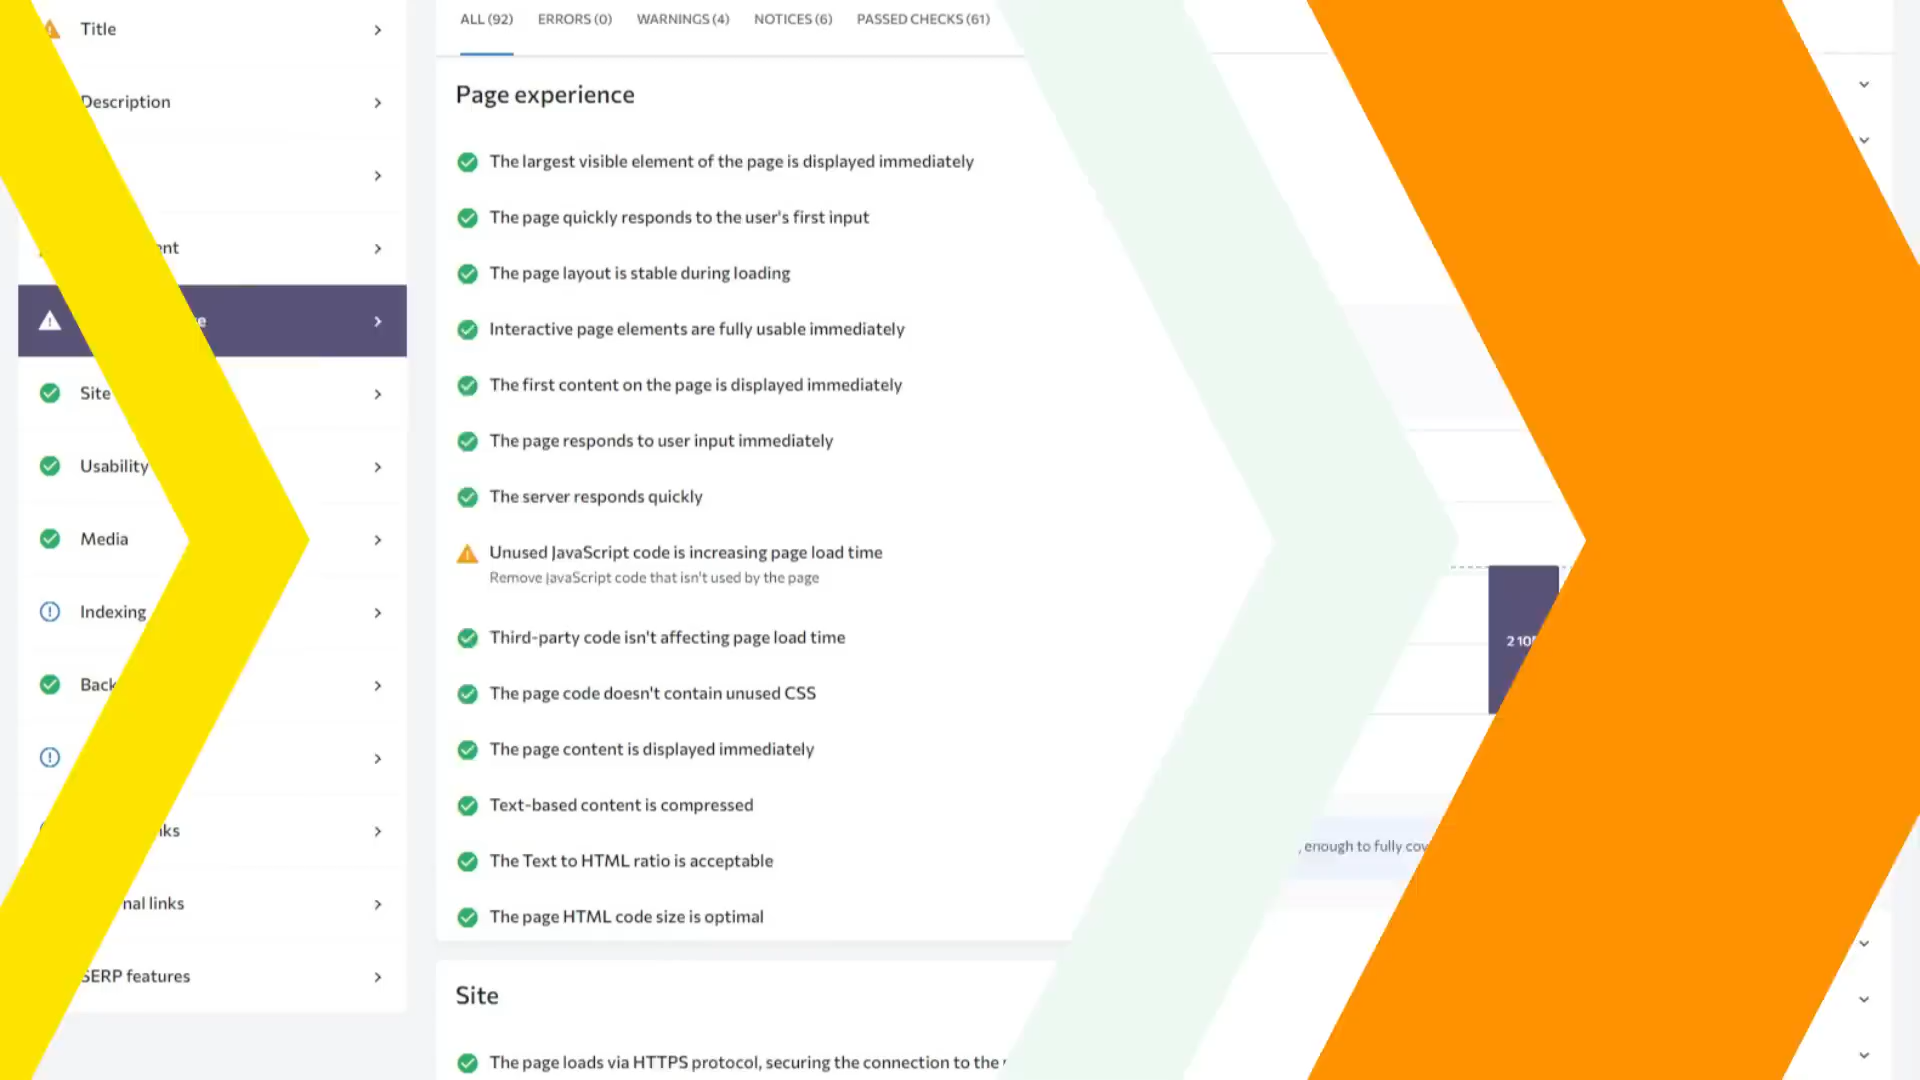 Title
Description
Site
Usability
Media
Indexing
nal links
SERP features
ALL (92) ERRORS (0) WARNINGS (4) NOTICES (6) PASSED CHECKS (61)
Page experience
The largest visible element of the page is displayed immediately
The page quickly responds to the user's first input
The page layout is stable during loading
Interactive page elements are fully usable immediately
The first content on the page is displayed immediately
The page responds to user input immediately
The server responds quickly
Unused JavaScript code is increasing page load time
Remove JavaScript code that isn't used by the page
Third-party code isn't affecting page load time
The page code doesn't contain unused CSS
The page content is displayed immediately
Text-based content is compressed
The Text to HTML ratio is acceptable
The page HTML code size is optimal
Site
The page loads via HTTPS protocol, securing the connection to the
enough to fully